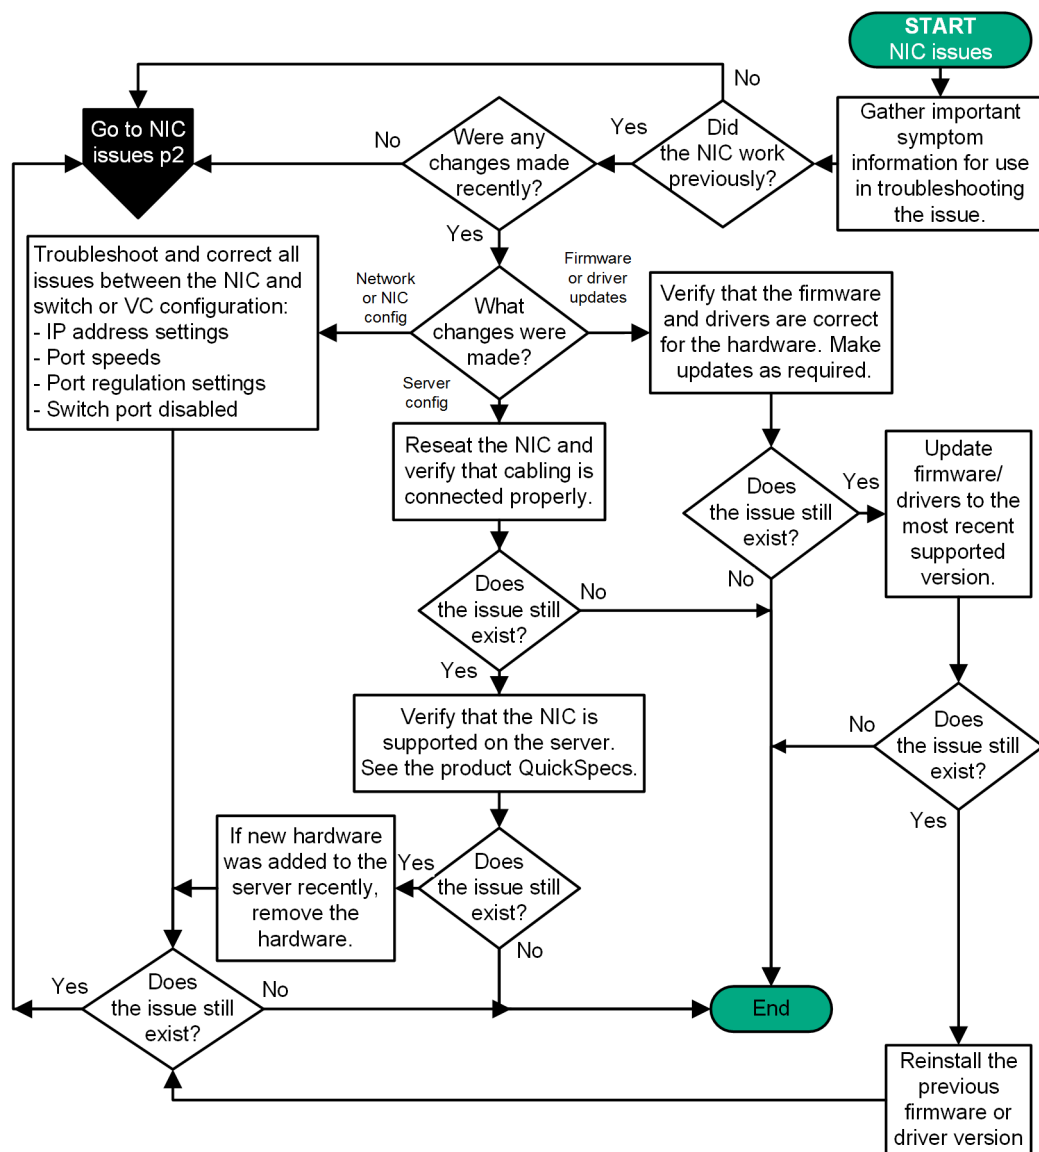 START
NIC issues
No
Go to NIC
issues p2
No
Were any
changes made
recently?
Yes
Did
the NIC work
previously?
Gather important
symptom
information for use
in troubleshooting
the issue.
Yes
Troubleshoot and correct all
issues between the NIC and
switch or VC configuration:
- IP address settings
- Port speeds
- Port regulation settings
- Switch port disabled
Network
or NIC
config
What
changes were
made?
Firmware
or driver
updates
Verify that the firmware
and drivers are correct
for the hardware. Make
updates as required.
Server
config
Reseat the NIC and
verify that cabling is
connected properly.
Does
the issue still
exist?
Yes
Update
firmware/
drivers to the
most recent
supported
version.
No
Does
the issue still
exist?
No
Yes
Verify that the NIC is
supported on the server.
See the product QuickSpecs.
No
Does
the issue still
exist?
Yes
If new hardware
was added to the
server recently,
remove the
hardware.
Yes
Does
the issue still
exist?
No
Yes
Does
the issue still
exist?
No
End
Reinstall the
previous
firmware or
driver version